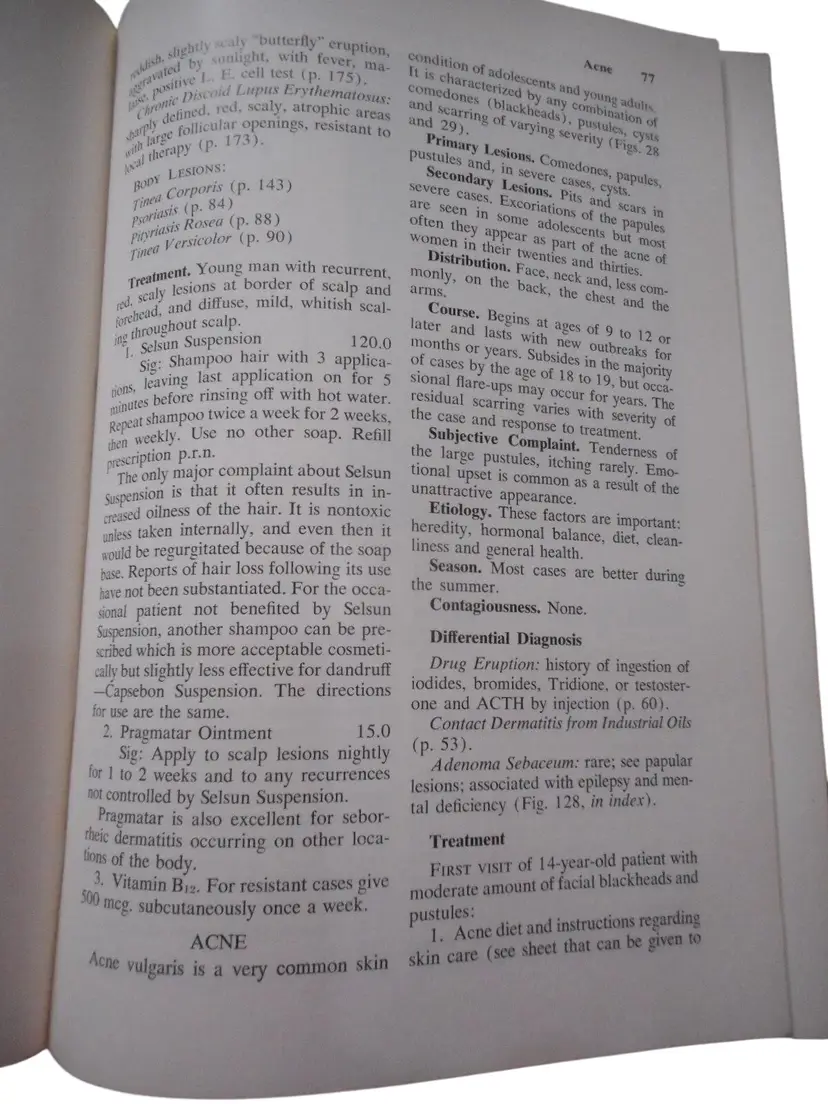 Acne 77
reddish, slightly scaly "butterfly" eruption,
aggravated by sunlight, with fever, ma-
laise, positive L. E. cell test (p. 175).
Chronic Discoid Lupus Erythematosus:
sharply defined, red, scaly, atrophic areas
with large follicular openings, resistant to
local therapy (p. 173).
BODY LESIONS:
Tinea Corporis (p. 143)
Psoriasis (p. 84)
Pityriasis Rosea (p. 88)
Tinea Versicolor (p. 90)
Treatment. Young man with recurrent,
red, scaly lesions at border of scalp and
forehead, and diffuse, mild, whitish scal-
ing throughout scalp.
1. Selsun Suspension 120.0
Sig: Shampoo hair with 3 applica-
tions, leaving last application on for 5
minutes before rinsing off with hot water.
Repeat shampoo twice a week for 2 weeks,
then weekly. Use no other soap. Refill
prescription p.r.n.
The only major complaint about Selsun
Suspension is that it often results in in-
creased oilness of the hair. It is nontoxic
unless taken internally, and even then it
would be regurgitated because of the soap
base. Reports of hair loss following its use
have not been substantiated. For the occa-
sional patient not benefited by Selsun
Suspension, another shampoo can be pre-
scribed which is more acceptable cosmeti-
cally but slightly less effective for dandruff
—Capsebon Suspension. The directions
for use are the same.
2. Pragmatar Ointment 15.0
Sig: Apply to scalp lesions nightly
for 1 to 2 weeks and to any recurrences
not controlled by Selsun Suspension.
Pragmatar is also excellent for sebor-
rheic dermatitis occurring on other loca-
tions of the body.
3. Vitamin B12. For resistant cases give
500 mcg. subcutaneously once a week.
ACNE
Acne vulgaris is a very common skin
condition of adolescents and young adults.
It is characterized by any combination of
comedones (blackheads), pustules, cysts
and scarring of varying severity (Figs. 28
and 29).
Primary Lesions. Comedones, papules,
pustules and, in severe cases, cysts.
Secondary Lesions. Pits and scars in
severe cases. Excoriations of the papules
are seen in some adolescents but most
often they appear as part of the acne of
women in their twenties and thirties.
Distribution. Face, neck and, less com-
monly, on the back, the chest and the
arms.
Course. Begins at ages of 9 to 12 or
later and lasts with new outbreaks for
months or years. Subsides in the majority
of cases by the age of 18 to 19, but occa-
sional flare-ups may occur for years. The
residual scarring varies with severity of
the case and response to treatment.
Subjective Complaint. Tenderness of
the large pustules, itching rarely. Emo-
tional upset is common as a result of the
unattractive appearance.
Etiology. These factors are important:
heredity, hormonal balance, diet, clean-
liness and general health.
Season. Most cases are better during
the summer.
Contagiousness. None.
Differential Diagnosis
Drug Eruption: history of ingestion of
iodides, bromides, Tridione, or testoster-
one and ACTH by injection (p. 60).
Contact Dermatitis from Industrial Oils
(p. 53).
Adenoma Sebaceum: rare; see papular
lesions; associated with epilepsy and men-
tal deficiency (Fig. 128, in index).
Treatment
FIRST VISIT of 14-year-old patient with
moderate amount of facial blackheads and
pustules:
1. Acne diet and instructions regarding
skin care (see sheet that can be given to